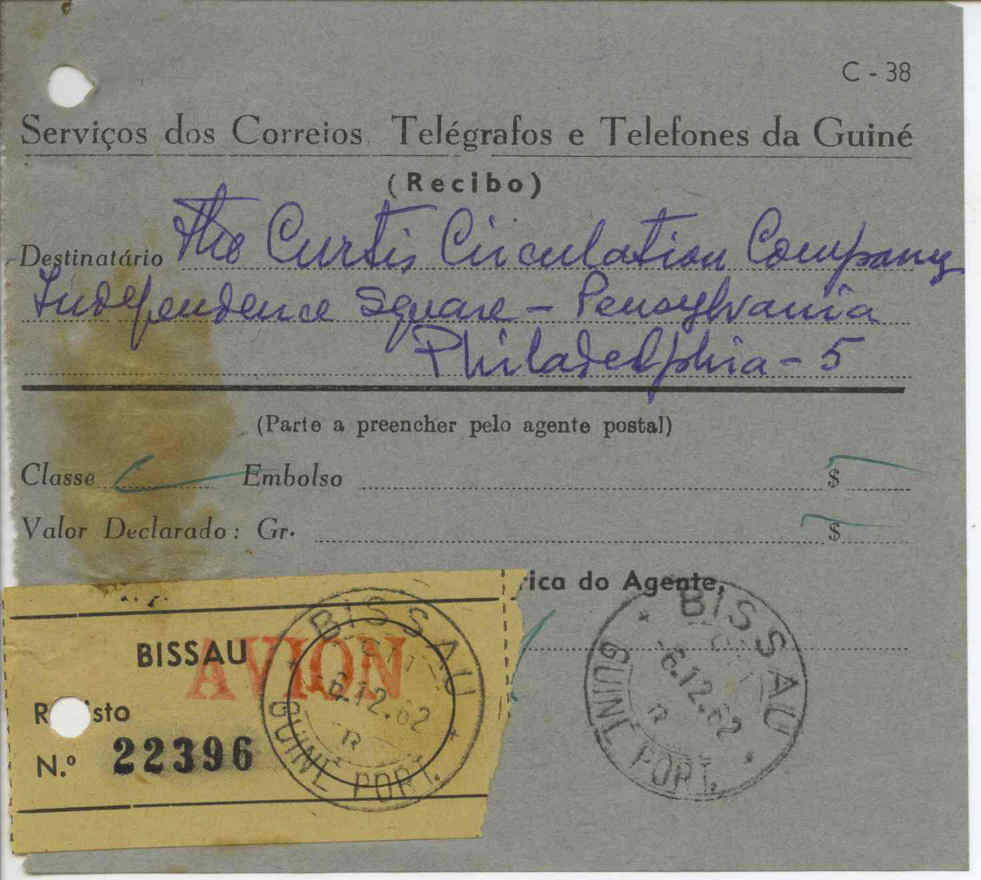 C - 38
Serviços dos Correios, Telégrafos e Telefones da Guiné
(Recibo)
Destinatário The Curtis Circulation Company
Independence Square - Pensylvania
Philadelphia - 5
(Parte a preencher pelo agente postal)
Classe C Embolso $
Valor Declarado: Gr. $
rica do Agente,
BISSAU
AVION
R isto
N.º 22396
BISSAU
-6.12.62
GUINÉ PORT.
BISSAU
-6.12.62
GUINÉ PORT.